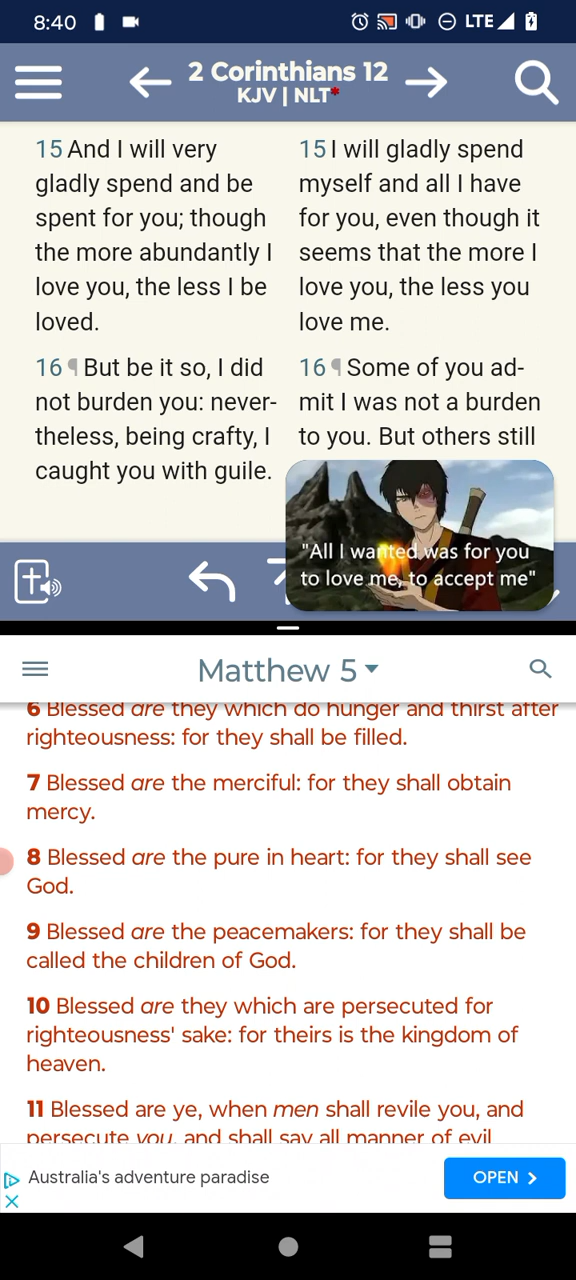 8:40
LTE
2 Corinthians 12
KJV | NLT*
15 And I will very
gladly spend and be
spent for you; though
the more abundantly I
love you, the less I be
loved.
16 ¶ But be it so, I did
not burden you: never-
theless, being crafty, I
caught you with guile.
15 I will gladly spend
myself and all I have
for you, even though it
seems that the more I
love you, the less you
love me.
16 ¶ Some of you ad-
mit I was not a burden
to you. But others still
"All I wanted was for you
to love me, to accept me"
Matthew 5
6 Blessed are they which do hunger and thirst after
righteousness: for they shall be filled.
7 Blessed are the merciful: for they shall obtain
mercy.
8 Blessed are the pure in heart: for they shall see
God.
9 Blessed are the peacemakers: for they shall be
called the children of God.
10 Blessed are they which are persecuted for
righteousness' sake: for theirs is the kingdom of
heaven.
11 Blessed are ye, when men shall revile you, and
persecute you, and shall say all manner of evil
Australia's adventure paradise
OPEN